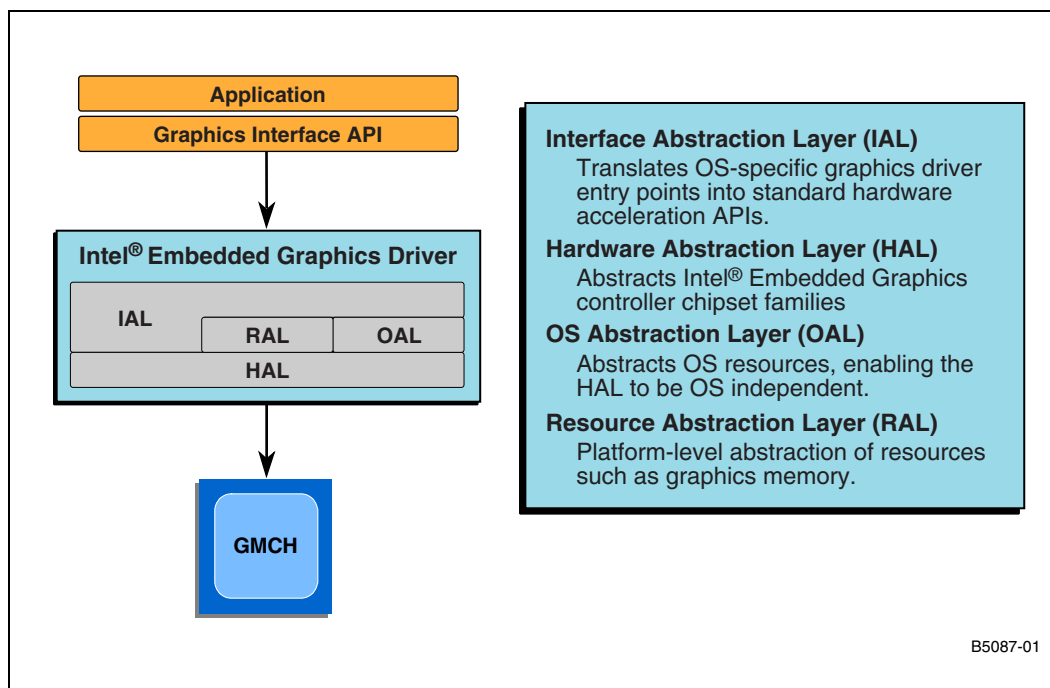 Application
Graphics Interface API
Intel® Embedded Graphics Driver
IAL
RAL
OAL
HAL
GMCH
Interface Abstraction Layer (IAL)
Translates OS-specific graphics driver
entry points into standard hardware
acceleration APIs.
Hardware Abstraction Layer (HAL)
Abstracts Intel® Embedded Graphics
controller chipset families
OS Abstraction Layer (OAL)
Abstracts OS resources, enabling the
HAL to be OS independent.
Resource Abstraction Layer (RAL)
Platform-level abstraction of resources
such as graphics memory.
B5087-01